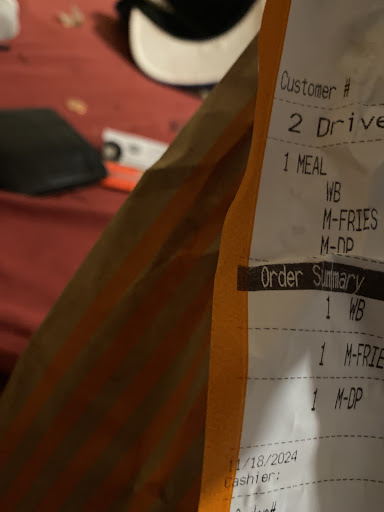 Customer #
2 Drive
1 MEAL
WB
M-FRIES
M-DP
Order Summary
1 WB
1 M-FRIE
1 M-DP
11/18/2024
Cashier: